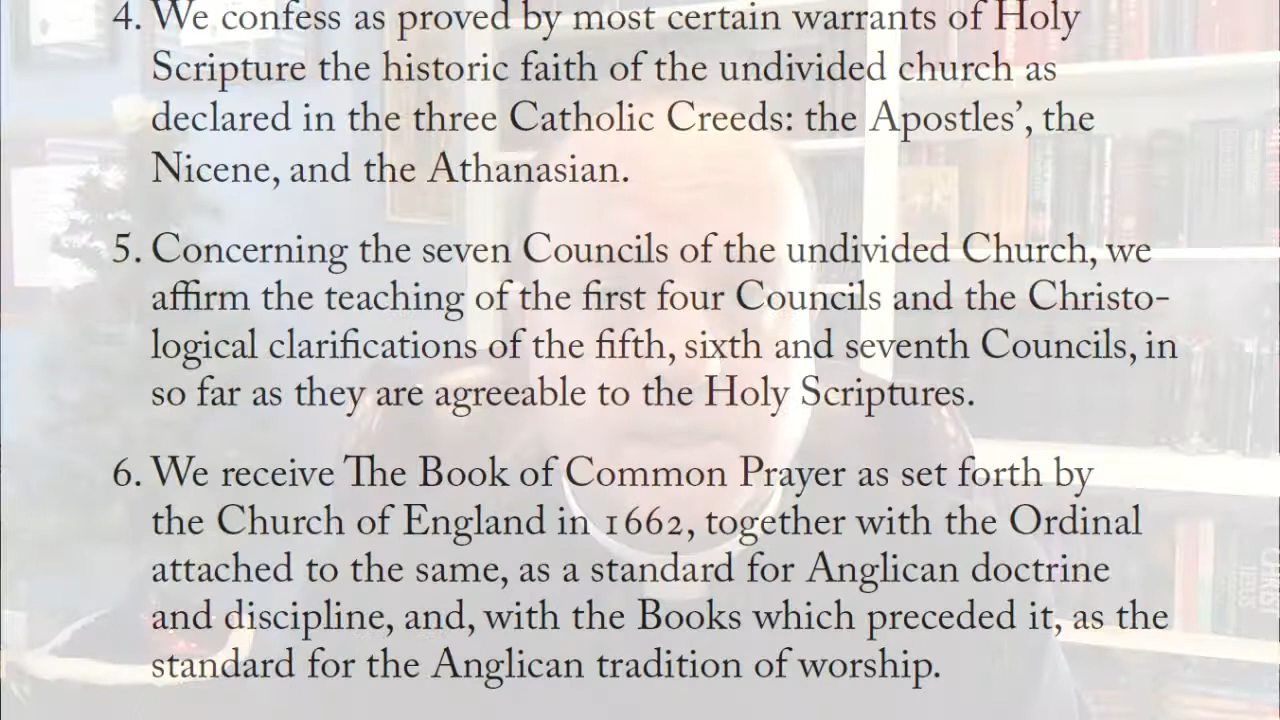 4. We confess as proved by most certain warrants of Holy
Scripture the historic faith of the undivided church as
declared in the three Catholic Creeds: the Apostles’, the
Nicene, and the Athanasian.
5. Concerning the seven Councils of the undivided Church, we
affirm the teaching of the first four Councils and the Christo-
logical clarifications of the fifth, sixth and seventh Councils, in
so far as they are agreeable to the Holy Scriptures.
6. We receive The Book of Common Prayer as set forth by
the Church of England in 1662, together with the Ordinal
attached to the same, as a standard for Anglican doctrine
and discipline, and, with the Books which preceded it, as the
standard for the Anglican tradition of worship.